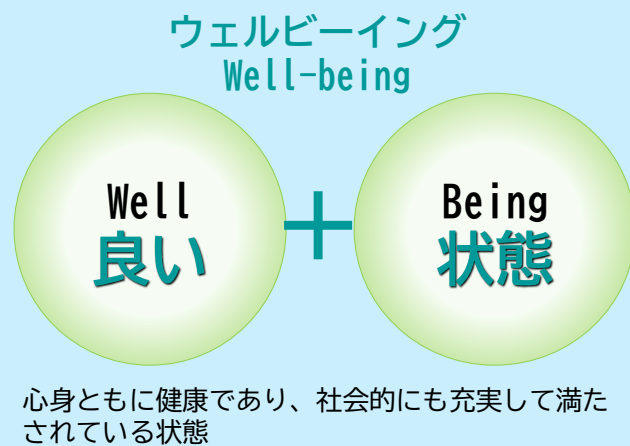 ウェルビーイング
Well-being
Well
良い
+
Being
状態
心身ともに健康であり、社会的にも充実して満た
されている状態